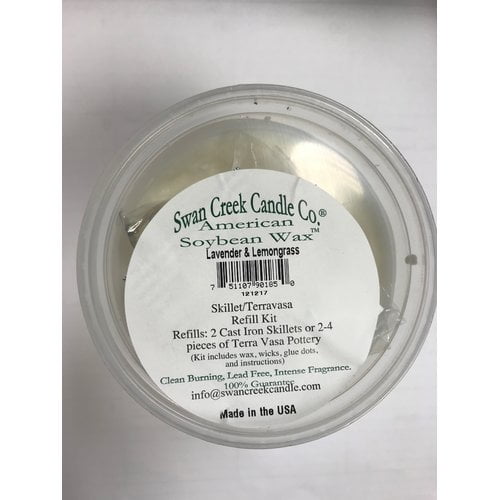 Swan Creek Candle Co.®
American
Soybean Wax™
Lavender & Lemongrass
7 51107 90185 0
121217
Skillet/Terravasa
Refill Kit
Refills: 2 Cast Iron Skillets or 2-4
pieces of Terra Vasa Pottery
(Kit includes wax, wicks, glue dots,
and instructions)
Clean Burning, Lead Free, Intense Fragrance.
100% Guarantee
info@swancreekcandle.com
Made in the USA